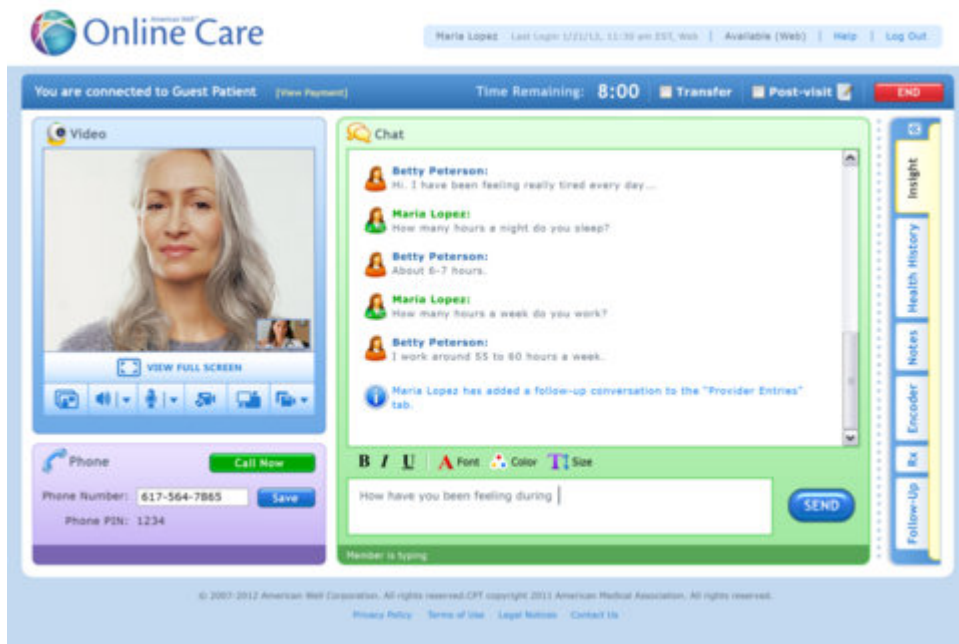 American Well
Online Care
Maria Lopez Last Login 1/21/12, 11:30 am EST, Web | Available (Web) | Help | Log Out
You are connected to Guest Patient [View Payment] Time Remaining: 8:00 Transfer Post-visit END
Video
VIEW FULL SCREEN
Phone Call Now
Phone Number: 617-564-7865 Save
Phone PIN: 1234
Chat
Betty Peterson:
Hi. I have been feeling really tired every day...
Maria Lopez:
How many hours a night do you sleep?
Betty Peterson:
About 6-7 hours.
Maria Lopez:
How many hours a week do you work?
Betty Peterson:
I work around 55 to 60 hours a week.
Maria Lopez has added a follow-up conversation to the "Provider Entries"
tab.
B I U A Font Color T Size
How have you been feeling during
SEND
Member is typing
Insight
Health History
Notes
Encoder
Rx
Follow-Up
© 2007-2012 American Well Corporation. All rights reserved.CPT copyright 2011 American Medical Association. All rights reserved.
Privacy Policy Terms of Use Legal Notices Contact Us